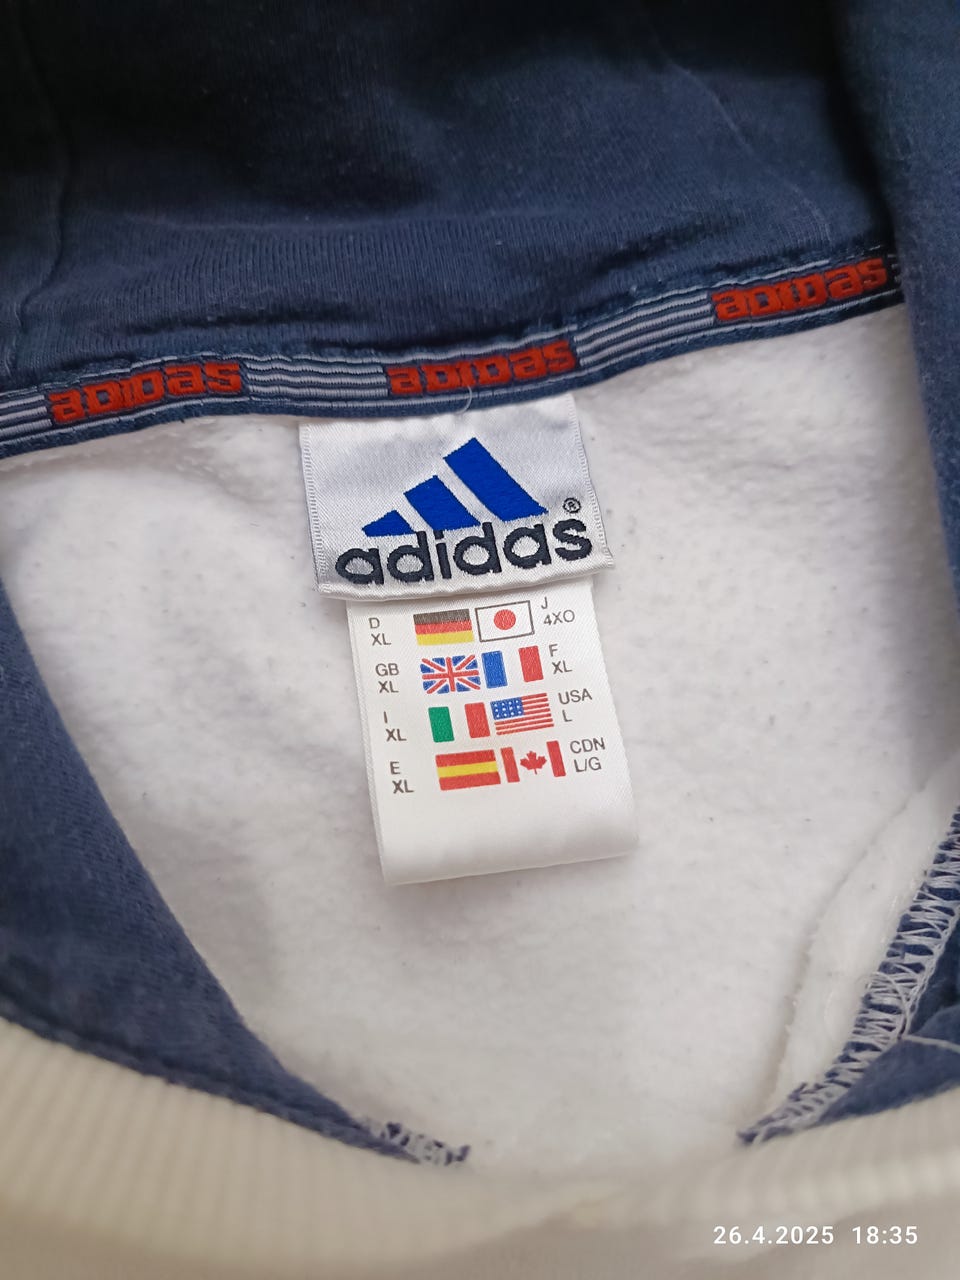 adidas adidas adidas
adidas®
D XL J 4XO
GB XL F XL
I XL USA L
E XL CDN L/G
26.4.2025 18:35